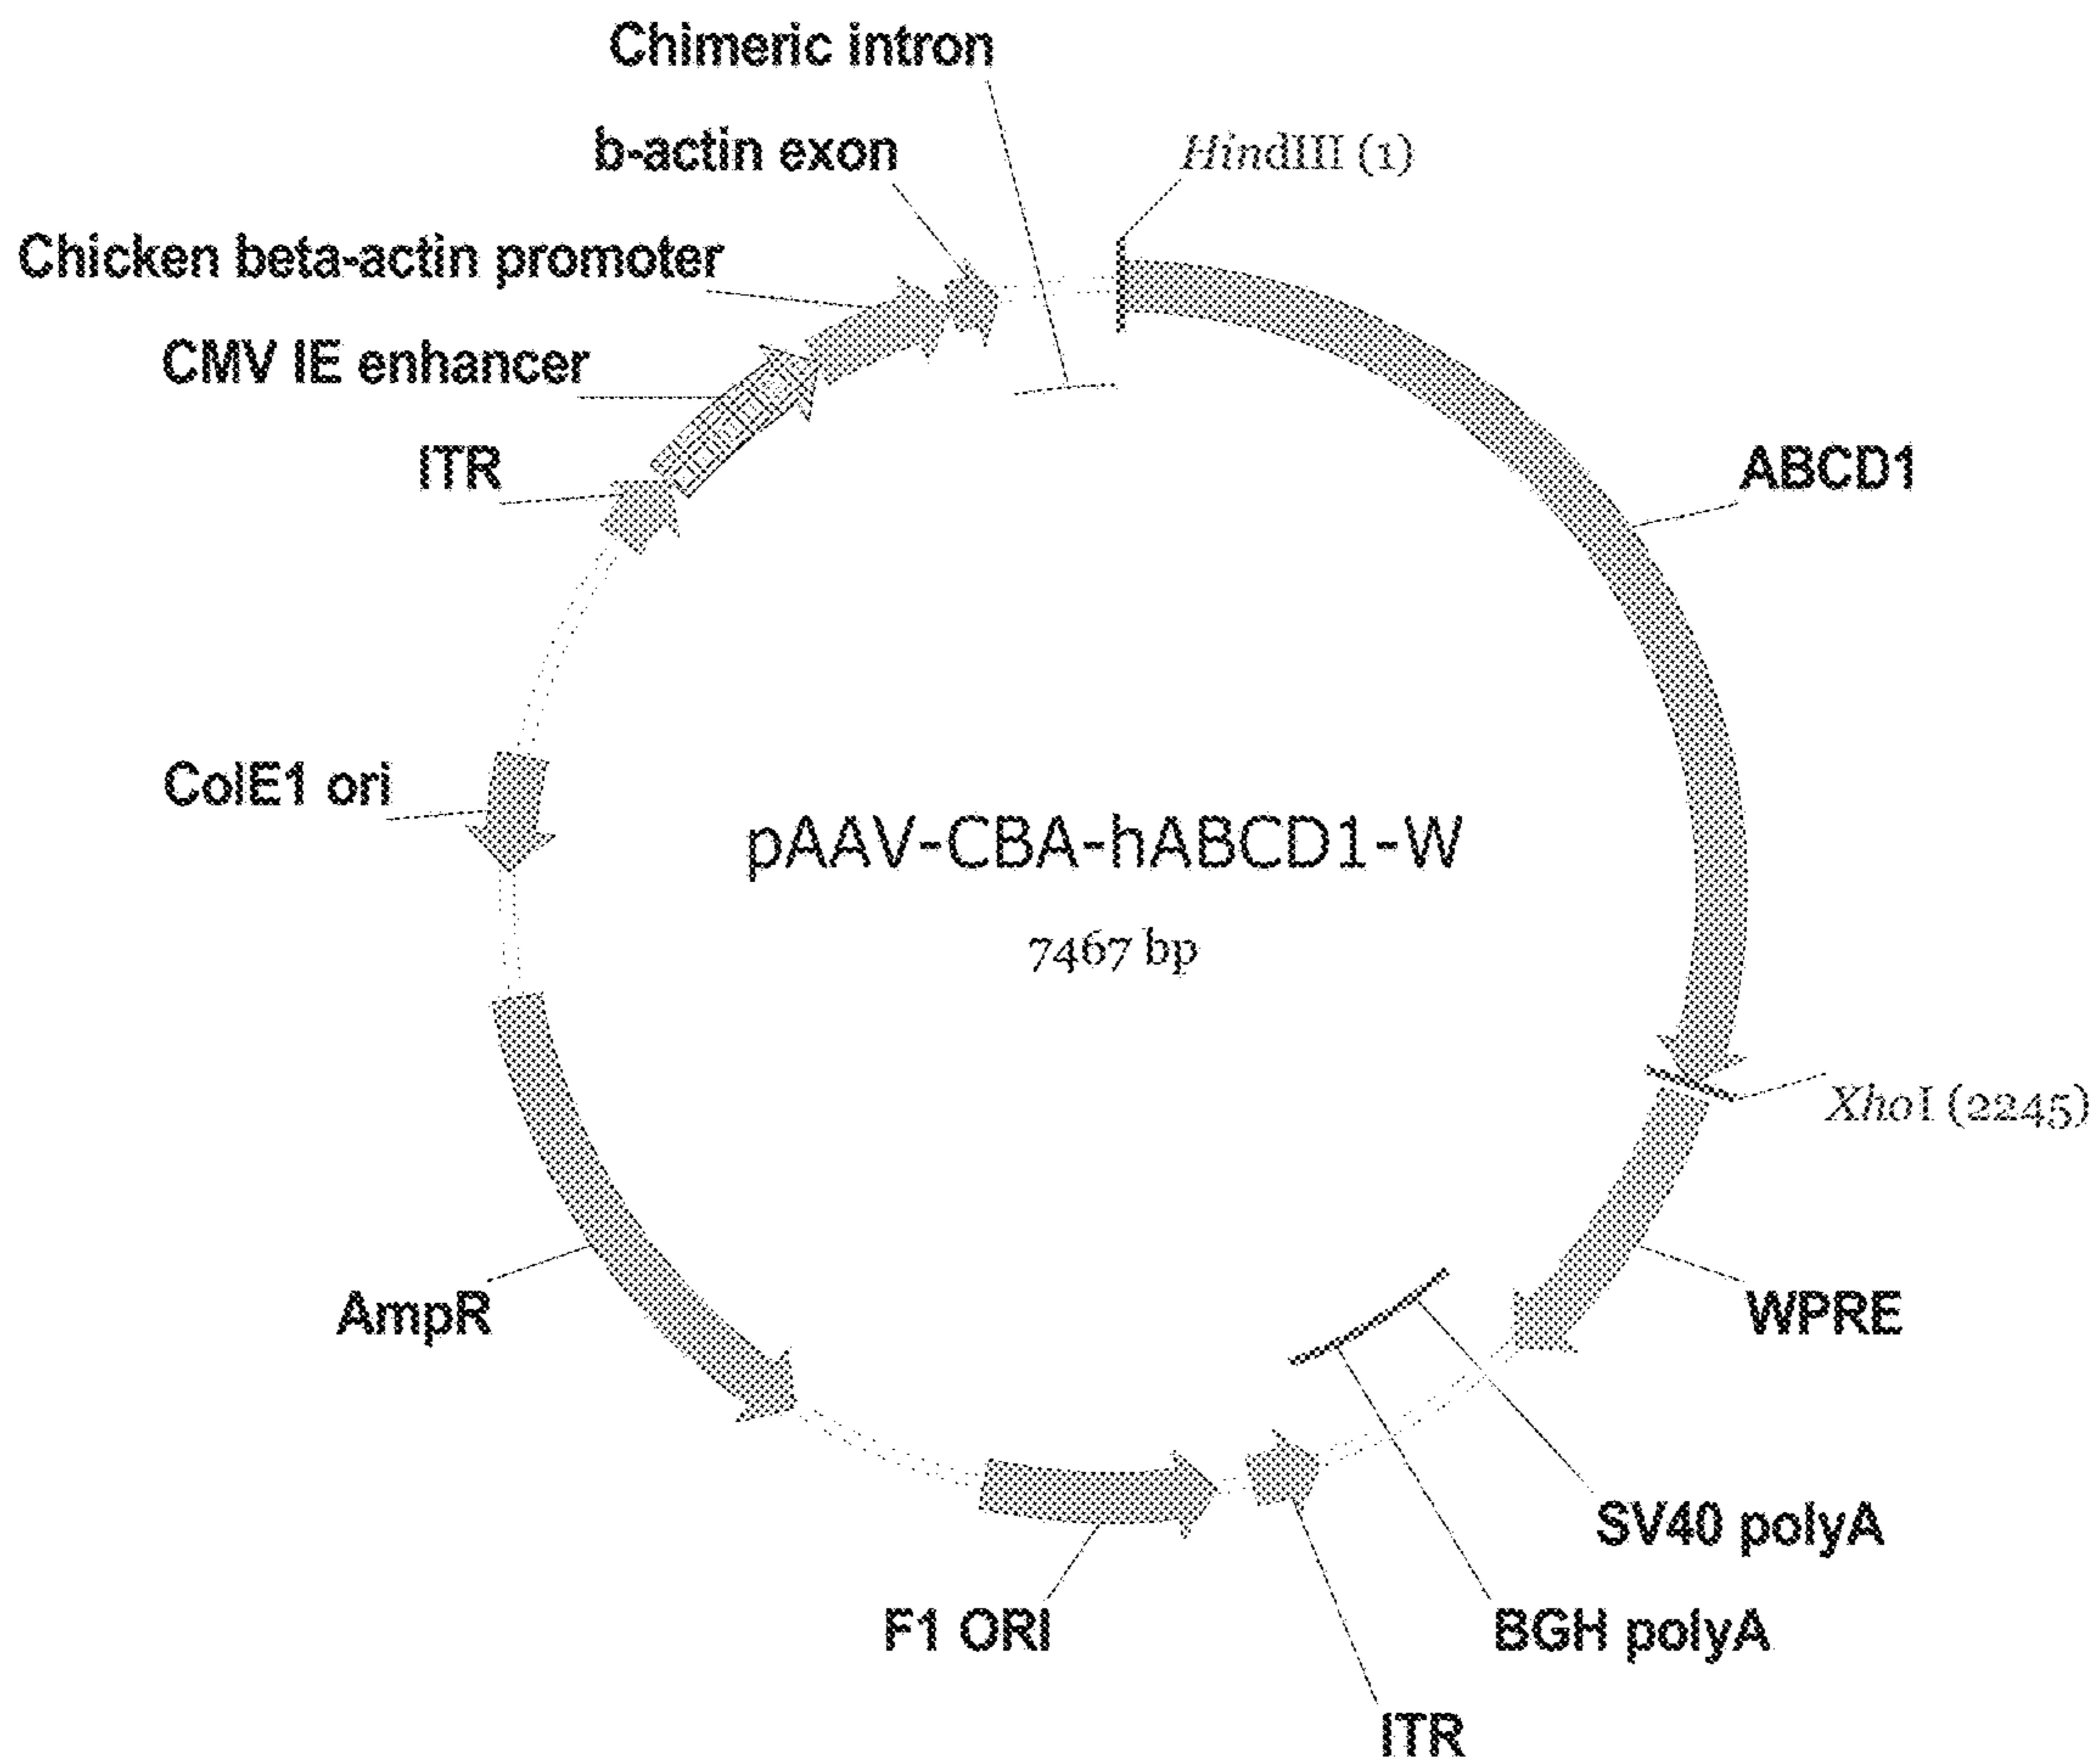 Chimeric intron
b-actin exon
HindIII (1)
Chicken beta-actin promoter
CMV IE enhancer
ITR
ABCD1
ColE1 ori
pAAV-CBA-hABCD1-W
7467 bp
XhoI (2245)
AmpR
WPRE
SV40 polyA
F1 ORI
BGH polyA
ITR